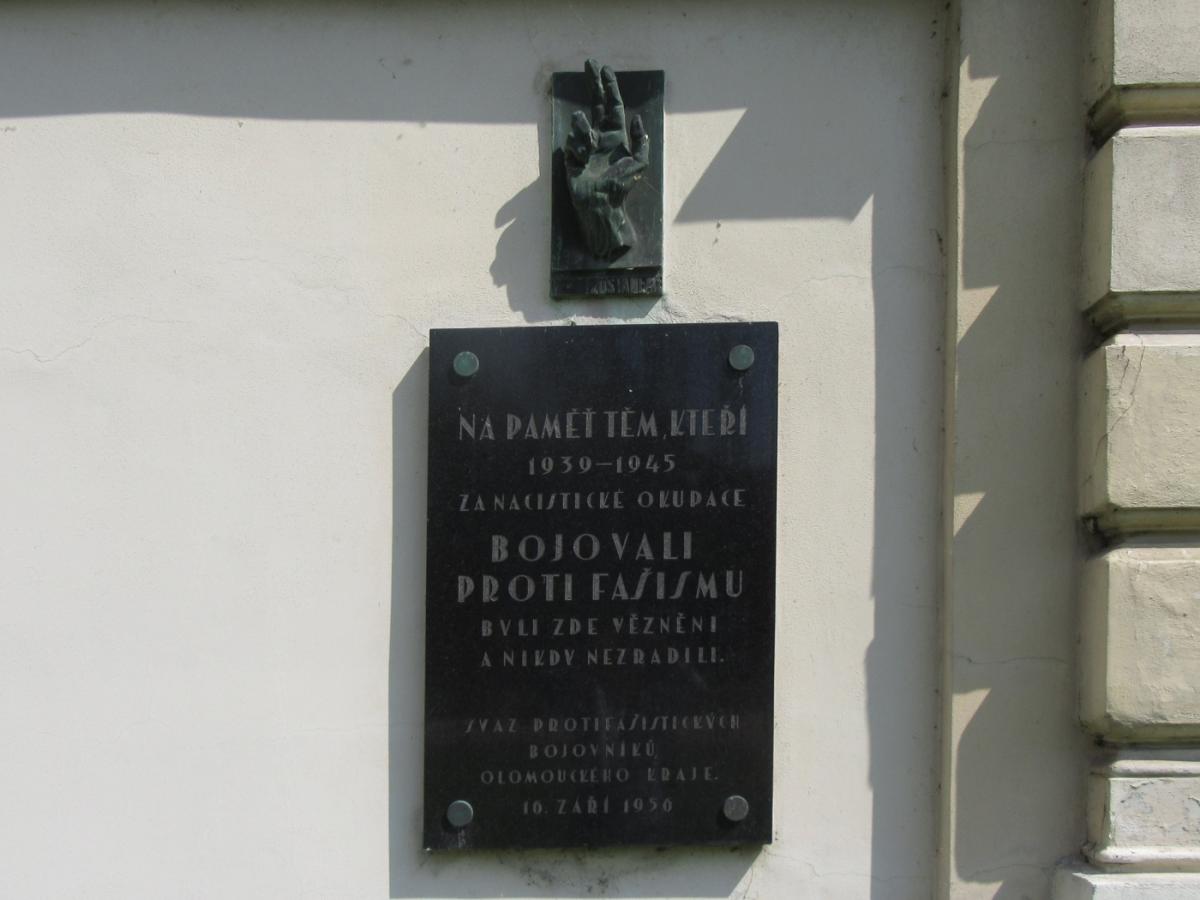 NA PAMĚŤ TĚM, KTEŘÍ
1939–1945
ZA NACISTICKÉ OKUPACE
BOJOVALI
PROTI FAŠISMU
BYLI ZDE VĚZNĚNI
A NIKDY NEZRADILI.
SVAZ PROTIFAŠISTICKÝCH
BOJOVNÍKŮ
OLOMOUCKÉHO KRAJE.
16. ZÁŘÍ 1956